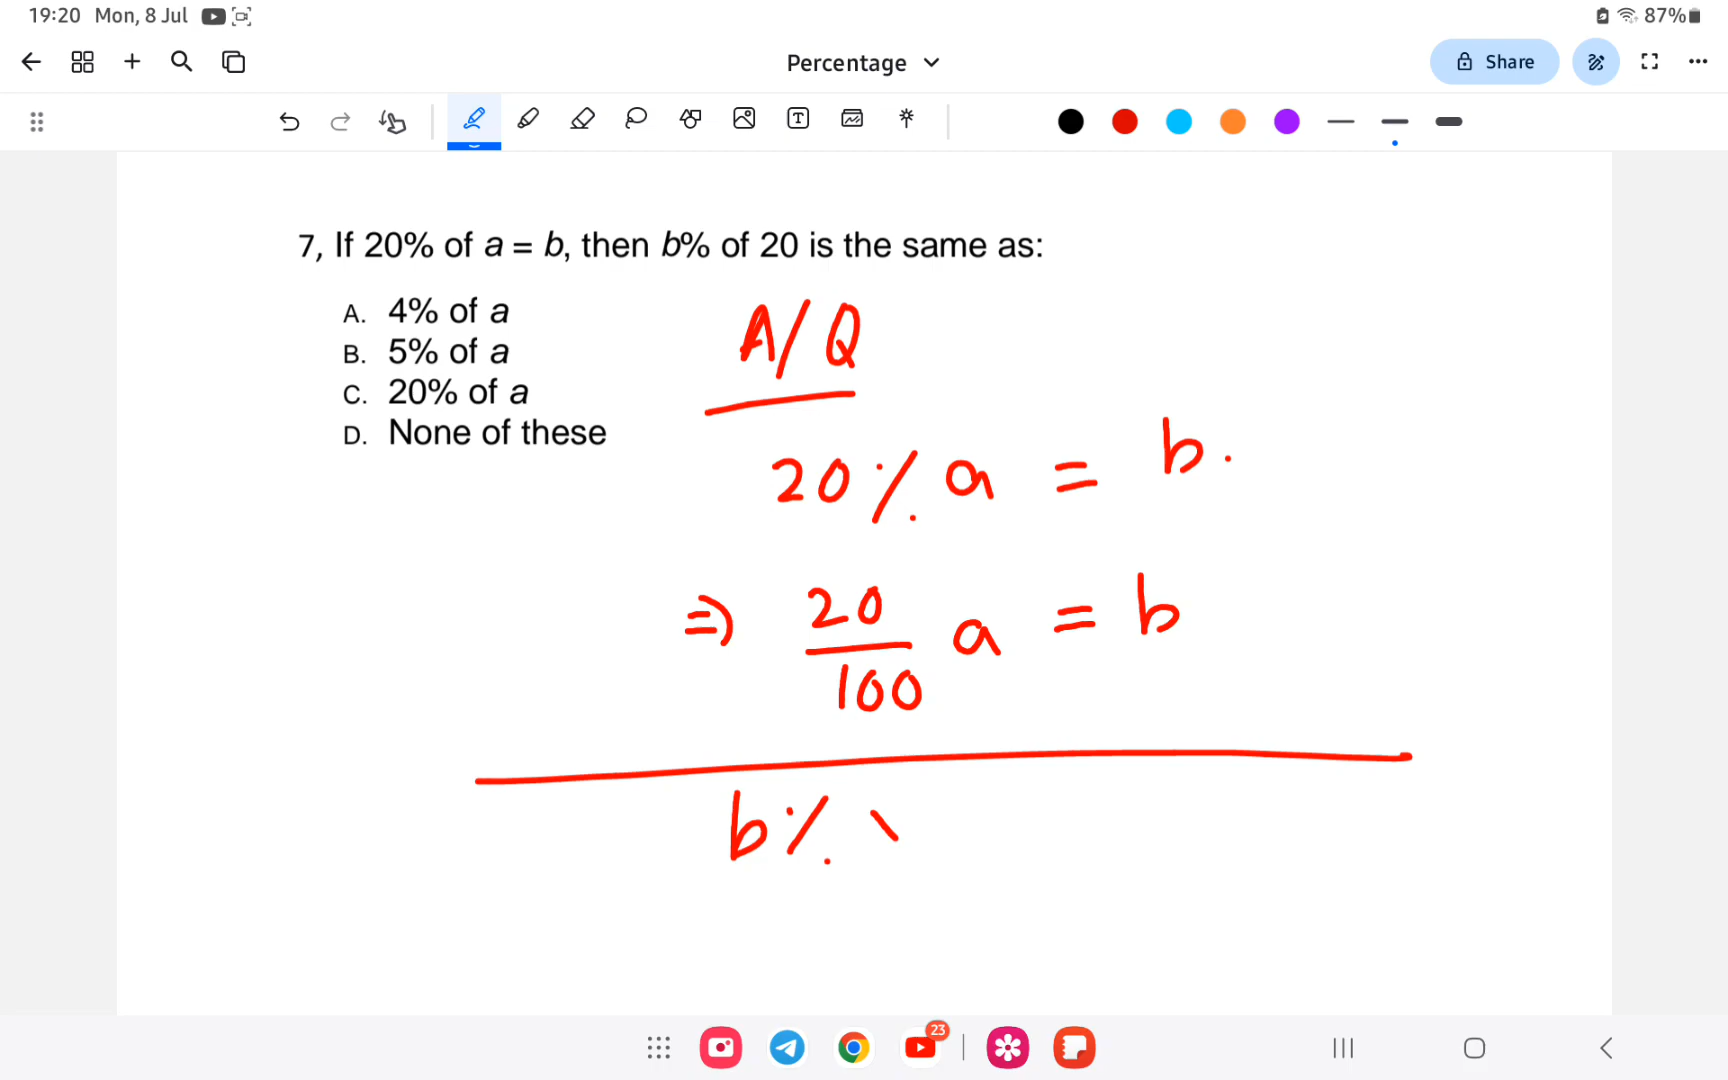 19:20 Mon, 8 Jul
87%
Percentage
Share
7, If 20% of a = b, then b% of 20 is the same as:
A. 4% of a
B. 5% of a
C. 20% of a
D. None of these
A/Q
20% a = b.
⇒ 20/100 a = b
b%
23